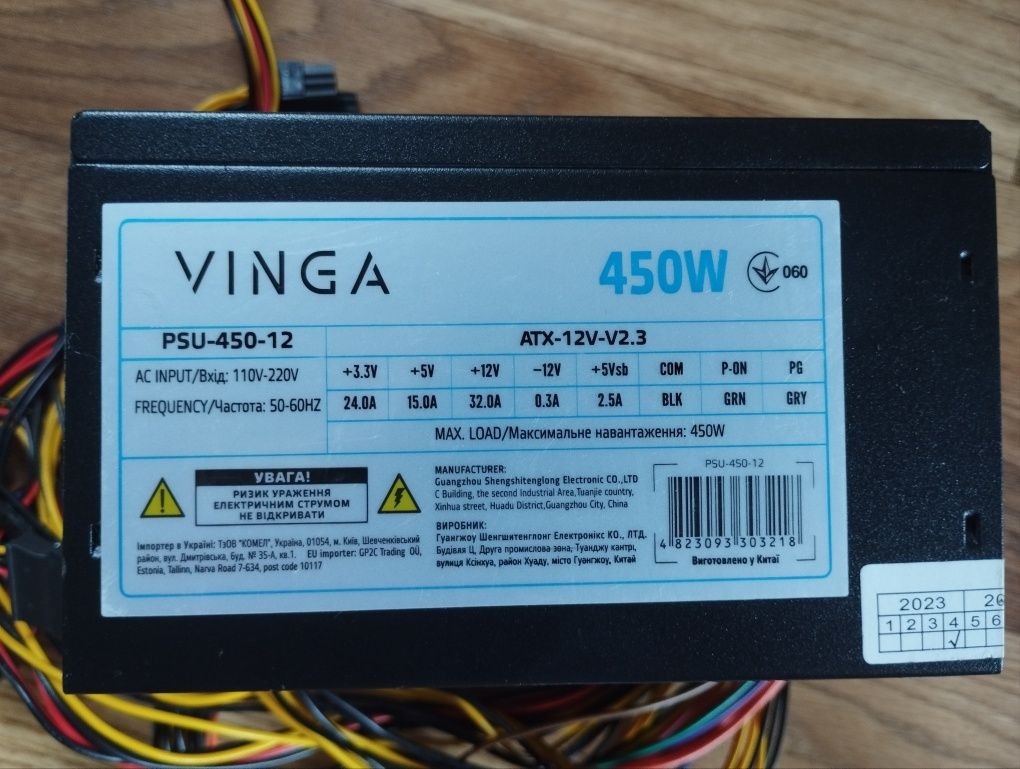 VINGA
450W
060
PSU-450-12
ATX-12V-V2.3
AC INPUT/Вхід: 110V-220V
FREQUENCY/Частота: 50-60HZ
+3.3V +5V +12V −12V +5Vsb COM P-ON PG
24.0A 15.0A 32.0A 0.3A 2.5A BLK GRN GRY
MAX. LOAD/Максимальне навантаження: 450W
УВАГА!
РИЗИК УРАЖЕННЯ
ЕЛЕКТРИЧНИМ СТРУМОМ
НЕ ВІДКРИВАТИ
Імпортер в Україні: ТзОВ "КОМЕЛ", Україна, 01054, м. Київ, Шевченківський
район, вул. Дмитрівська, буд. № 35-А, кв.1. EU importer: GP2C Trading OÜ,
Estonia, Tallinn, Narva Road 7-634, post code 10117
MANUFACTURER:
Guangzhou Shengshitenglong Electronic CO.,LTD
C Building, the second Industrial Area,Tuanjie country,
Xinhua street, Huadu District,Guangzhou City, China
ВИРОБНИК:
Гуангжоу Шенгшитенглонг Електронікс КО., ЛТД.
Будівля Ц, Друга промислова зона, Туанджу кантрі,
вулиця Ксінхуа, район Хуаду, місто Гуангжоу, Китай
PSU-450-12
4 823093 303218
Виготовлено у Китаї
2023 26
1 2 3 4 5 6